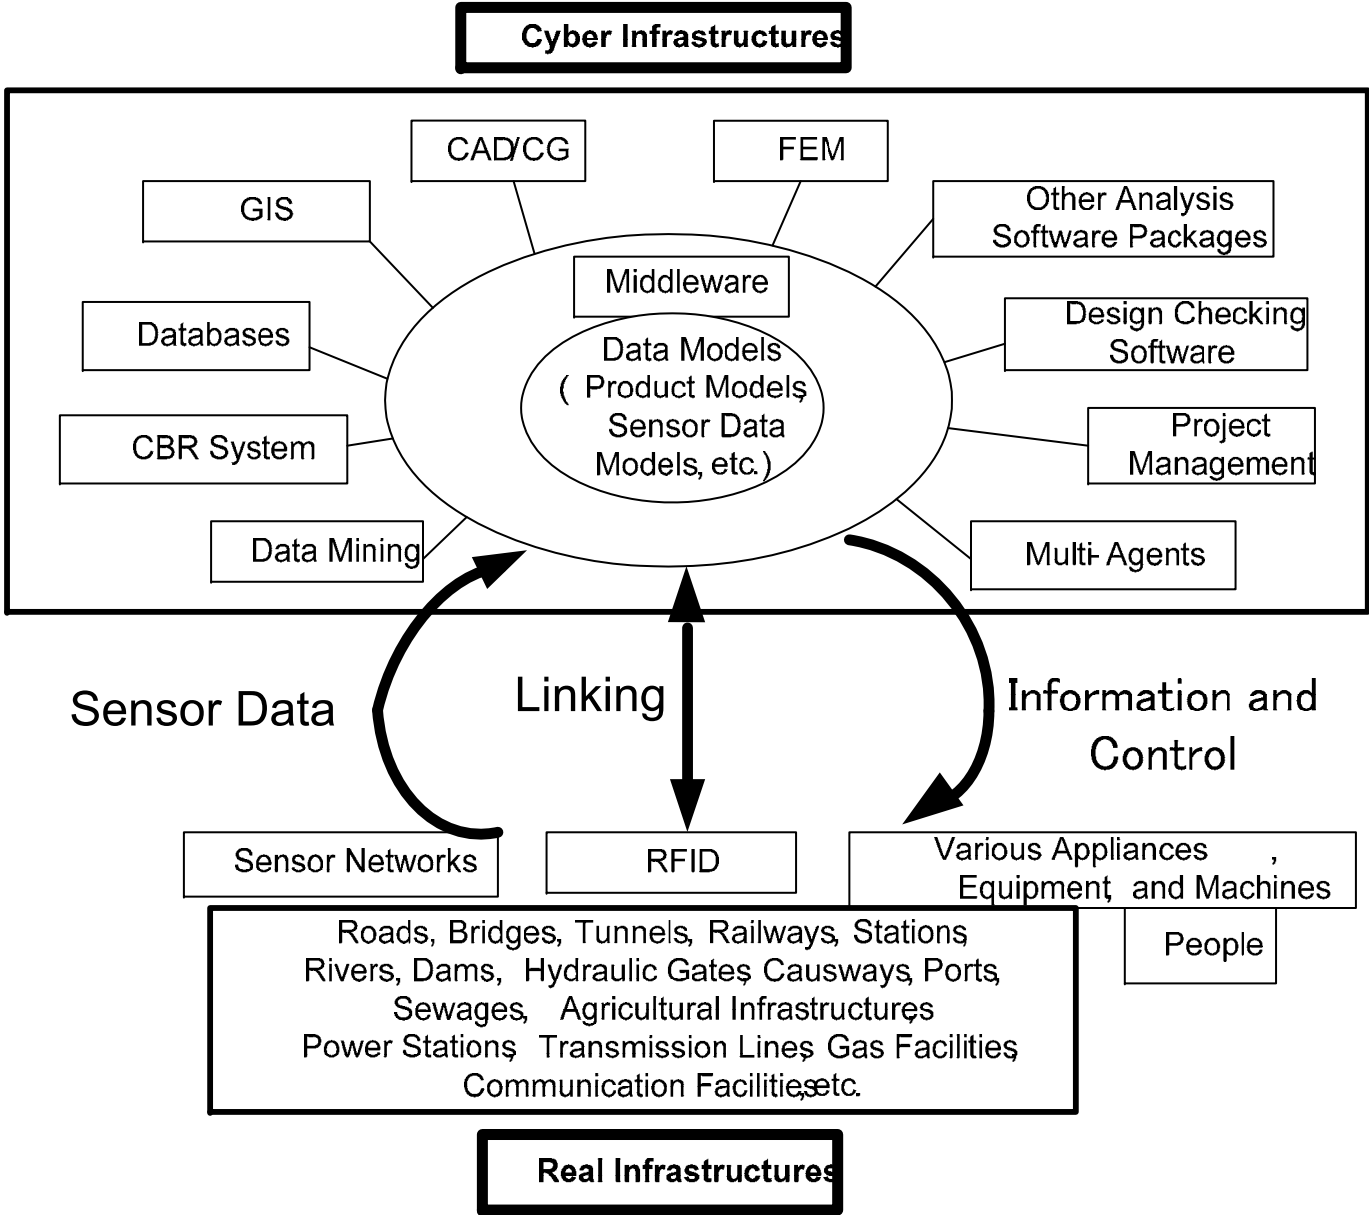 Cyber Infrastructures
CAD/CG
FEM
GIS
Other Analysis
Software Packages
Middleware
Databases
Design Checking
Software
Data Models
( Product Models,
Sensor Data
Models, etc.)
CBR System
Project
Management
Data Mining
Multi-Agents
Sensor Data
Linking
Information and
Control
Sensor Networks
RFID
Various Appliances ,
Equipment, and Machines
People
Roads, Bridges, Tunnels, Railways, Stations,
Rivers, Dams, Hydraulic Gates, Causways, Ports,
Sewages, Agricultural Infrastructures,
Power Stations, Transmission Lines, Gas Facilities,
Communication Facilities, etc.
Real Infrastructures